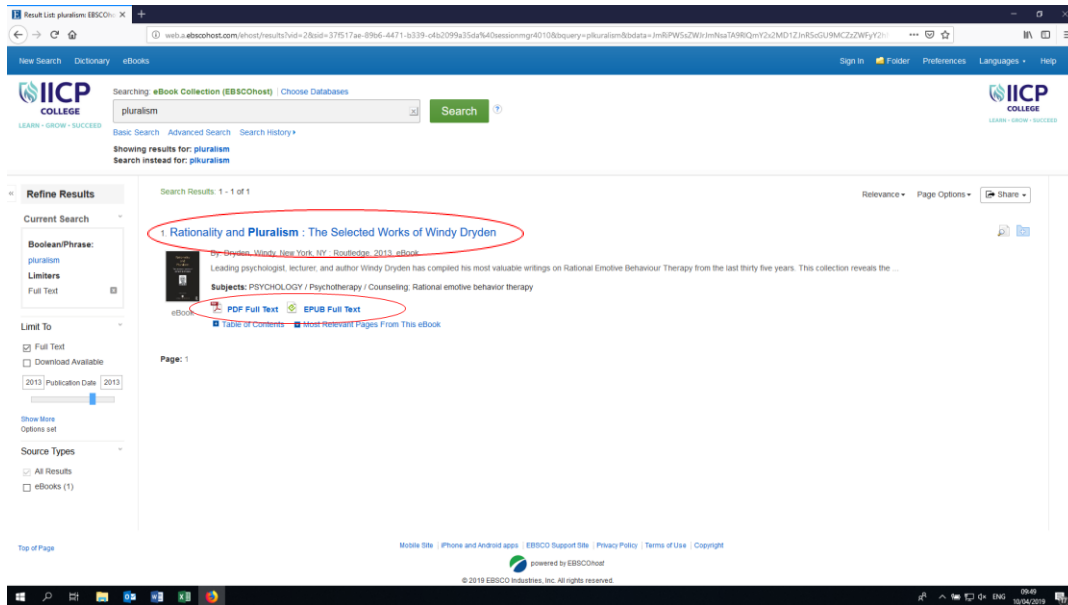 Result List: pluralism: EBSCOho
web.a.ebscohost.com/ehost/results?vid=2&sid=37f517ae-89b6-4471-b339-c4b2099a35da%40sessionmgr4010&bquery=plkuralism&bdata=
New Search Dictionary eBooks
Sign In Folder Preferences Languages Help
IICP
COLLEGE
LEARN - GROW - SUCCEED
Searching: eBook Collection (EBSCOhost) | Choose Databases
pluralism
Search
Basic Search Advanced Search Search History
Showing results for: pluralism
Search instead for: plkuralism
IICP
COLLEGE
LEARN - GROW - SUCCEED
Refine Results
Current Search
Boolean/Phrase:
pluralism
Limiters
Full Text
Limit To
Full Text
Download Available
2013 Publication Date 2013
Show More
Options set
Source Types
All Results
eBooks (1)
Search Results: 1 - 1 of 1
Relevance Page Options Share
1. Rationality and Pluralism : The Selected Works of Windy Dryden
By: Dryden, Windy. New York, NY : Routledge. 2013. eBook.
Leading psychologist, lecturer, and author Windy Dryden has compiled his most valuable writings on Rational Emotive Behaviour Therapy from the last thirty five years. This collection reveals the ...
Subjects: PSYCHOLOGY / Psychotherapy / Counseling; Rational emotive behavior therapy
eBook
PDF Full Text EPUB Full Text
Table of Contents Most Relevant Pages From This eBook
Page: 1
Top of Page
Mobile Site | iPhone and Android apps | EBSCO Support Site | Privacy Policy | Terms of Use | Copyright
powered by EBSCOhost
© 2019 EBSCO Industries, Inc. All rights reserved.
ENG
09:49
10/04/2019